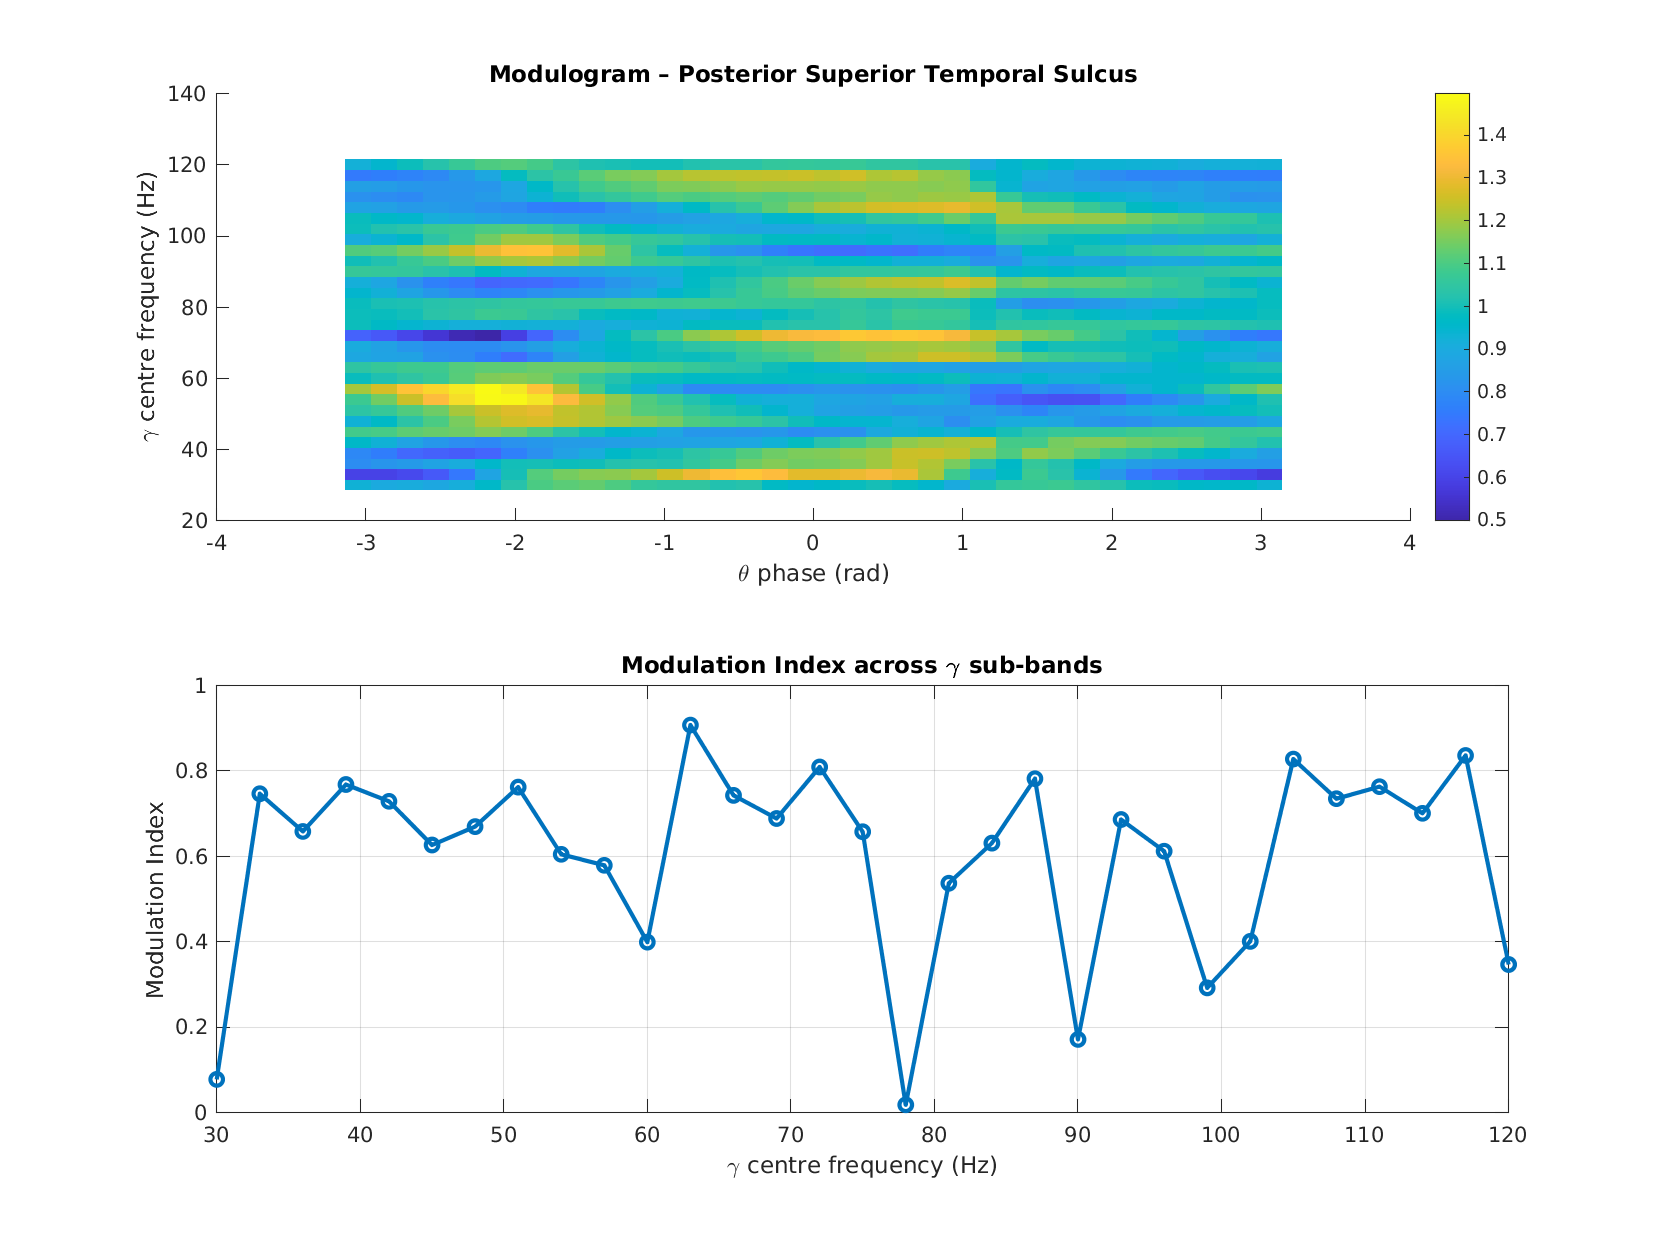 Modulogram – Posterior Superior Temporal Sulcus
140
120
100
80
60
40
20
γ centre frequency (Hz)
-4 -3 -2 -1 0 1 2 3 4
θ phase (rad)
1.4
1.3
1.2
1.1
1
0.9
0.8
0.7
0.6
0.5
Modulation Index across γ sub-bands
1
0.8
0.6
0.4
0.2
0
Modulation Index
30 40 50 60 70 80 90 100 110 120
γ centre frequency (Hz)